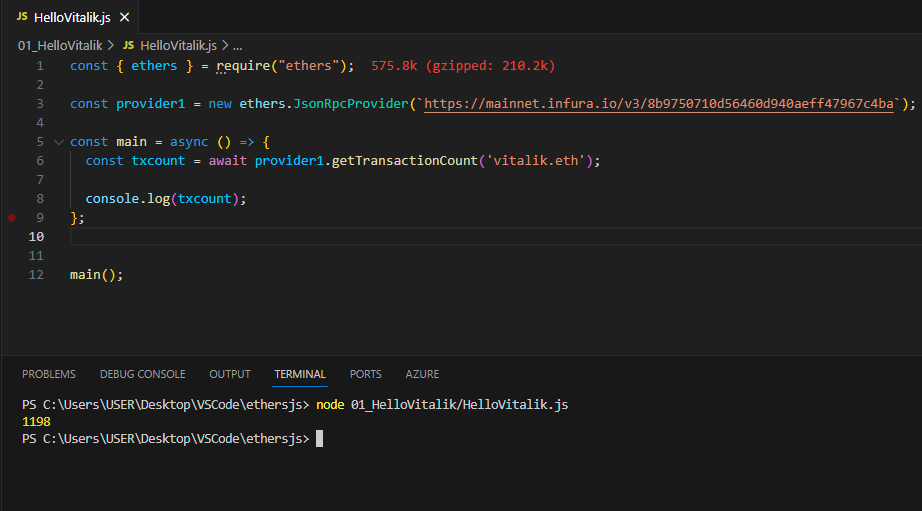 JS HelloVitalik.js ✕
01_HelloVitalik > JS HelloVitalik.js > ...
1 const { ethers } = require("ethers"); 575.8k (gzipped: 210.2k)
2
3 const provider1 = new ethers.JsonRpcProvider(`https://mainnet.infura.io/v3/8b9750710d56460d940aeff47967c4ba`);
4
5 const main = async () => {
6 const txcount = await provider1.getTransactionCount('vitalik.eth');
7
8 console.log(txcount);
9 };
10
11
12 main();
PROBLEMS DEBUG CONSOLE OUTPUT TERMINAL PORTS AZURE
PS C:\Users\USER\Desktop\VSCode\ethersjs> node 01_HelloVitalik/HelloVitalik.js
1198
PS C:\Users\USER\Desktop\VSCode\ethersjs>